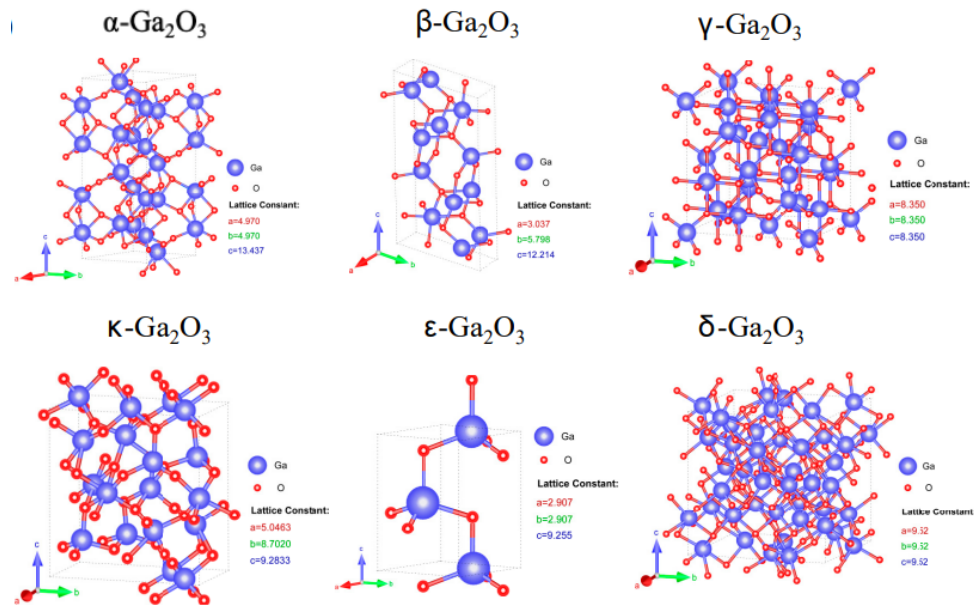 α-Ga₂O₃
β-Ga₂O₃
γ-Ga₂O₃
Ga
O
Lattice Constant:
a=4.970
b=4.970
c=13.437
c
a
b
Ga
O
Lattice Constant:
a=3.037
b=5.798
c=12.214
c
a
b
Ga
O
Lattice Constant:
a=8.350
b=8.350
c=8.350
c
a
b
κ-Ga₂O₃
ε-Ga₂O₃
δ-Ga₂O₃
Ga
O
Lattice Constant:
a=5.0463
b=8.7020
c=9.2833
c
a
b
Ga
O
Lattice Constant:
a=2.907
b=2.907
c=9.255
c
a
b
Ga
O
Lattice Constant:
a=9.52
b=9.52
c=9.52
c
a
b